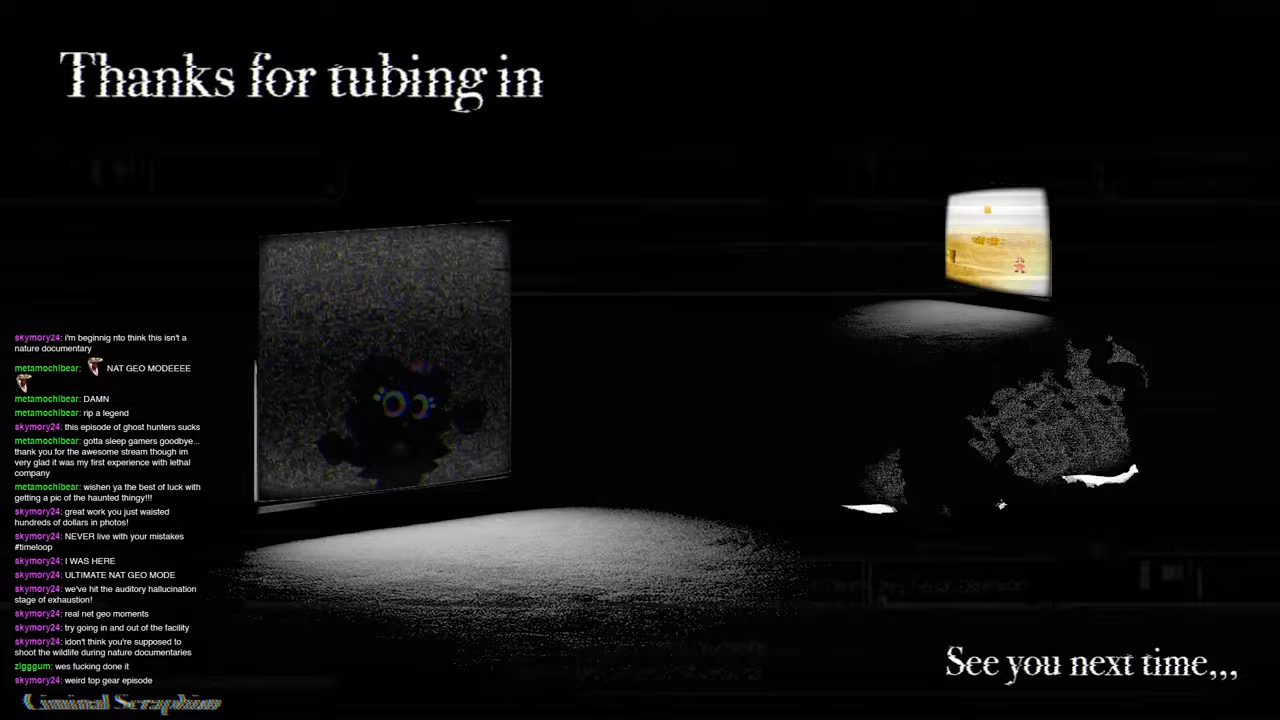 Thanks for tubing in
skymory24: i'm beginnig nto think this isn't a
nature documentary
metamochibear: NAT GEO MODEEEE
metamochibear: DAMN
metamochibear: rip a legend
skymory24: this episode of ghost hunters sucks
metamochibear: gotta sleep gamers goodbye...
thank you for the awesome stream though im
very glad it was my first experience with lethal
company
metamochibear: wishen ya the best of luck with
getting a pic of the haunted thingy!!!
skymory24: great work you just waisted
hundreds of dollars in photos!
skymory24: NEVER live with your mistakes
#timeloop
skymory24: I WAS HERE
skymory24: ULTIMATE NAT GEO MODE
skymory24: we've hit the auditory hallucination
stage of exhaustion!
skymory24: real net geo moments
skymory24: try going in and out of the facility
skymory24: idon't think you're supposed to
shoot the wildlife during nature documentaries
zigggum: wes fucking done it
skymory24: weird top gear episode
See you next time,,,